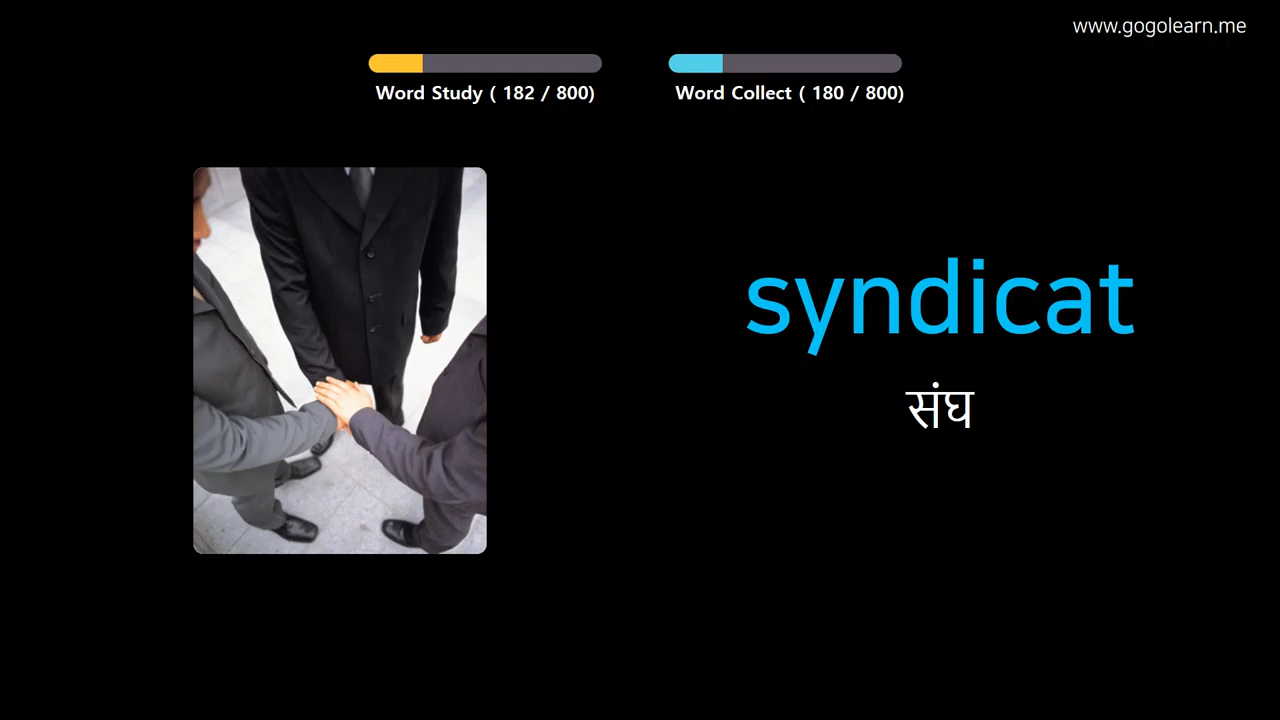 www.gogolearn.me
Word Study ( 182 / 800)
Word Collect ( 180 / 800)
syndicat
संघ